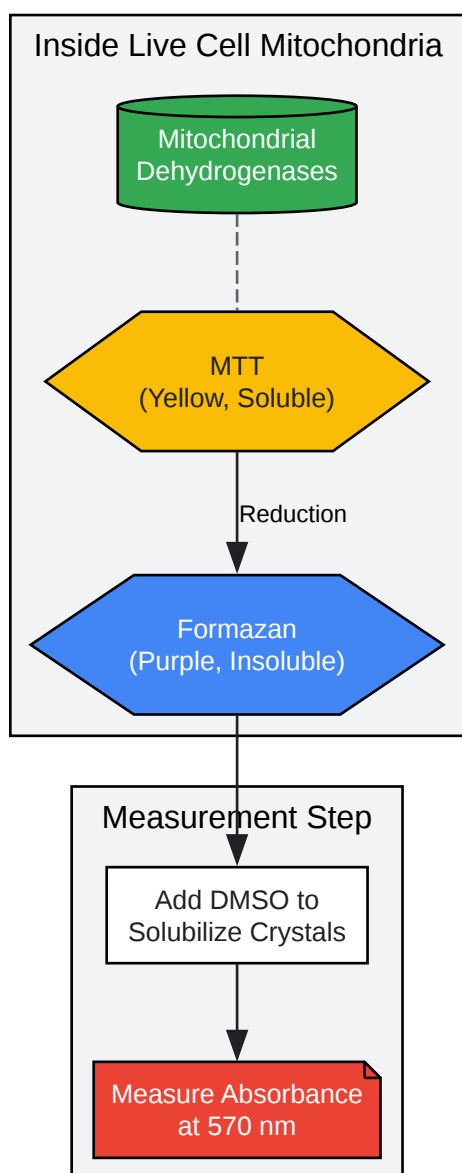 Inside Live Cell Mitochondria
Mitochondrial
Dehydrogenases
MTT
(Yellow, Soluble)
Reduction
Formazan
(Purple, Insoluble)
Measurement Step
Add DMSO to
Solubilize Crystals
Measure Absorbance
at 570 nm